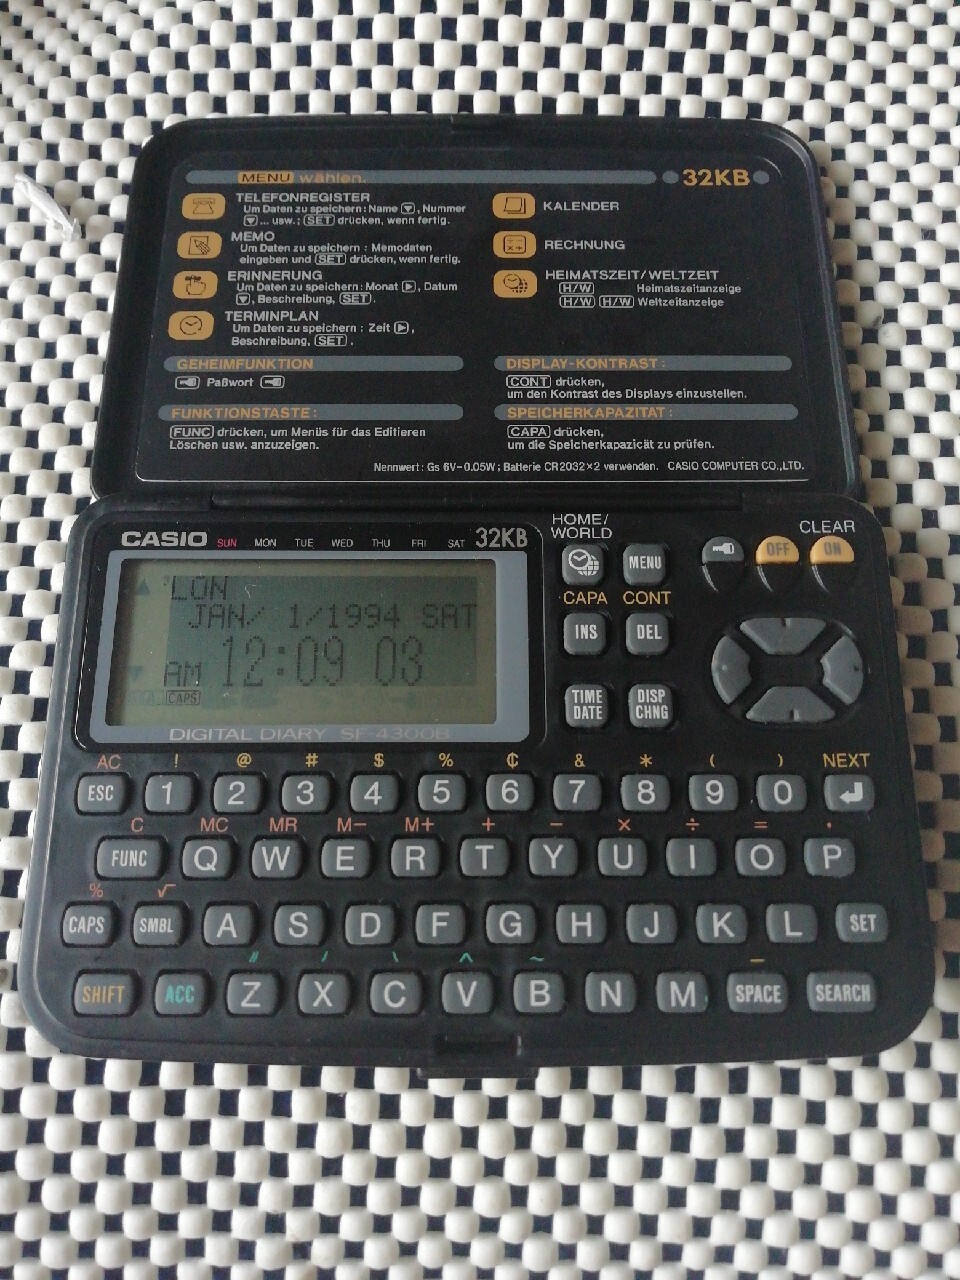 MENU wählen.
32KB
TELEFONREGISTER
Um Daten zu speichern: Name ▼, Nummer
▼... usw.; SET drücken, wenn fertig.
MEMO
Um Daten zu speichern : Memodaten
eingeben und SET drücken, wenn fertig.
ERINNERUNG
Um Daten zu speichern: Monat ▶, Datum
▼, Beschreibung, SET.
TERMINPLAN
Um Daten zu speichern : Zeit ▶,
Beschreibung, SET.
KALENDER
RECHNUNG
HEIMATSZEIT/WELTZEIT
H/W Heimatszeitanzeige
H/W H/W Weltzeitanzeige
GEHEIMFUNKTION
Paßwort
DISPLAY-KONTRAST:
CONT drücken,
um den Kontrast des Displays einzustellen.
FUNKTIONSTASTE:
FUNC drücken, um Menüs für das Editieren
Löschen usw. anzuzeigen.
SPEICHERKAPAZITAT:
CAPA drücken,
um die Speicherkapazicät zu prüfen.
Nennwert: Gs 6V-0.05W; Batterie CR2032×2 verwenden. CASIO COMPUTER CO.,LTD.
CASIO SUN MON TUE WED THU FRI SAT 32KB
LON
JAN/ 1/1994 SAT
AM 12:09 03
CAPS
DIGITAL DIARY SF-4300B
HOME/
WORLD
CLEAR
MENU OFF ON
CAPA CONT
INS DEL
TIME DATE DISP CHNG
AC ! @ # $ % ₵ & * ( ) NEXT
ESC 1 2 3 4 5 6 7 8 9 0 ↵
C MC MR M− M+ + − × ÷ = .
FUNC Q W E R T Y U I O P
% √
CAPS SMBL A S D F G H J K L SET
″ ′ \ ^ ~ −
SHIFT ACC Z X C V B N M SPACE SEARCH